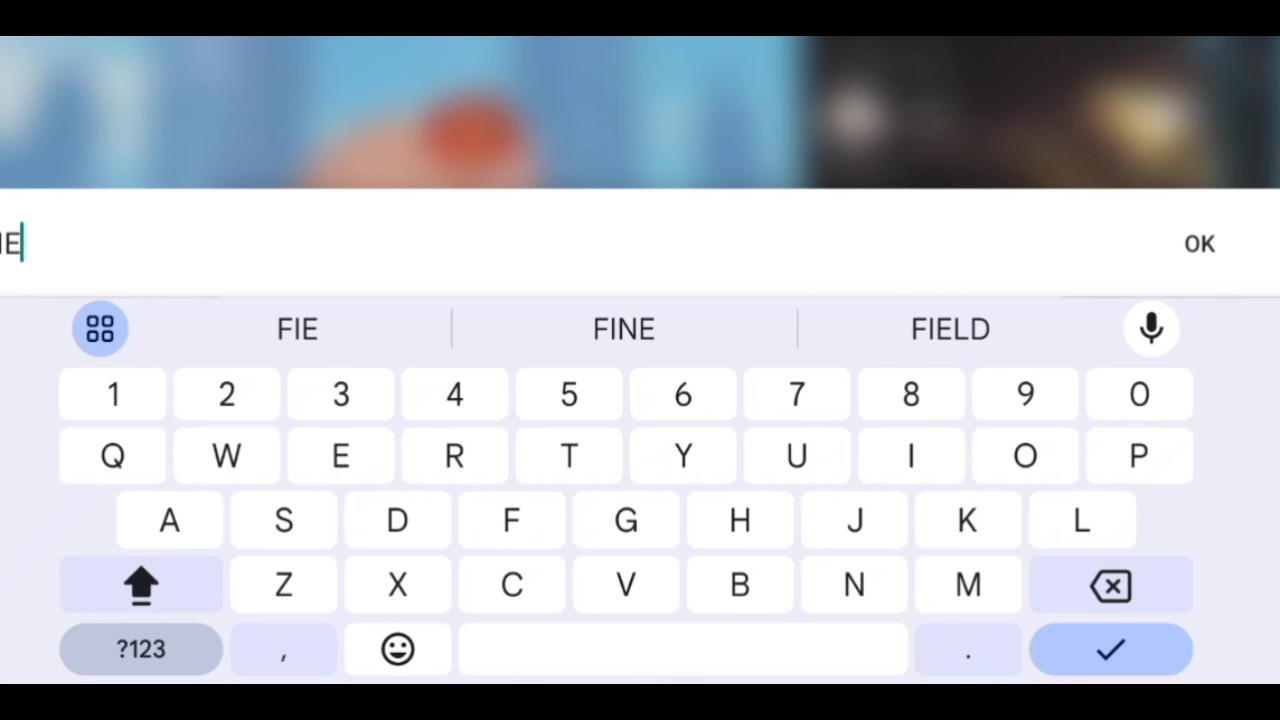 IE
OK
FIE FINE FIELD
1 2 3 4 5 6 7 8 9 0
Q W E R T Y U I O P
A S D F G H J K L
Z X C V B N M
?123 , .